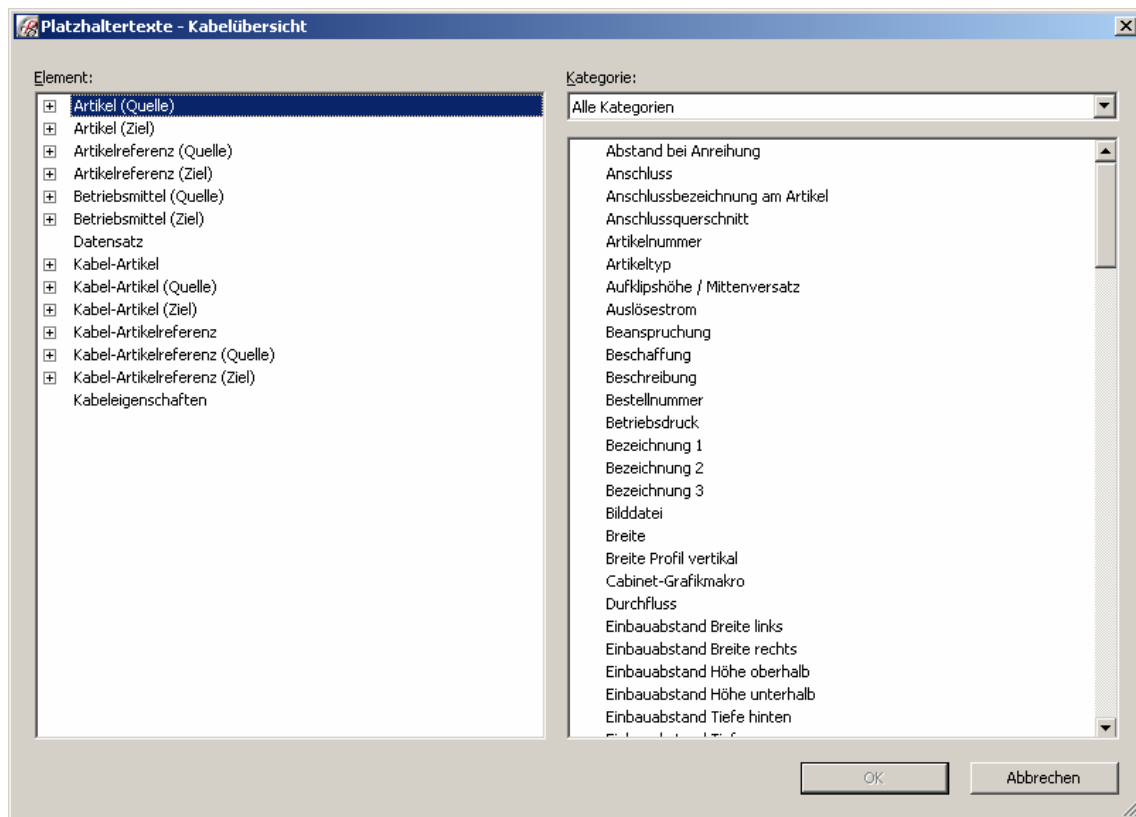 Platzhaltertexte - Kabelübersicht
Element:
Artikel (Quelle)
Artikel (Ziel)
Artikelreferenz (Quelle)
Artikelreferenz (Ziel)
Betriebsmittel (Quelle)
Betriebsmittel (Ziel)
Datensatz
Kabel-Artikel
Kabel-Artikel (Quelle)
Kabel-Artikel (Ziel)
Kabel-Artikelreferenz
Kabel-Artikelreferenz (Quelle)
Kabel-Artikelreferenz (Ziel)
Kabeleigenschaften
Kategorie:
Alle Kategorien
Abstand bei Anreihung
Anschluss
Anschlussbezeichnung am Artikel
Anschlussquerschnitt
Artikelnummer
Artikeltyp
Aufklipshöhe / Mittenversatz
Auslösestrom
Beanspruchung
Beschaffung
Beschreibung
Bestellnummer
Betriebsdruck
Bezeichnung 1
Bezeichnung 2
Bezeichnung 3
Bilddatei
Breite
Breite Profil vertikal
Cabinet-Grafikmakro
Durchfluss
Einbauabstand Breite links
Einbauabstand Breite rechts
Einbauabstand Höhe oberhalb
Einbauabstand Höhe unterhalb
Einbauabstand Tiefe hinten
OK
Abbrechen